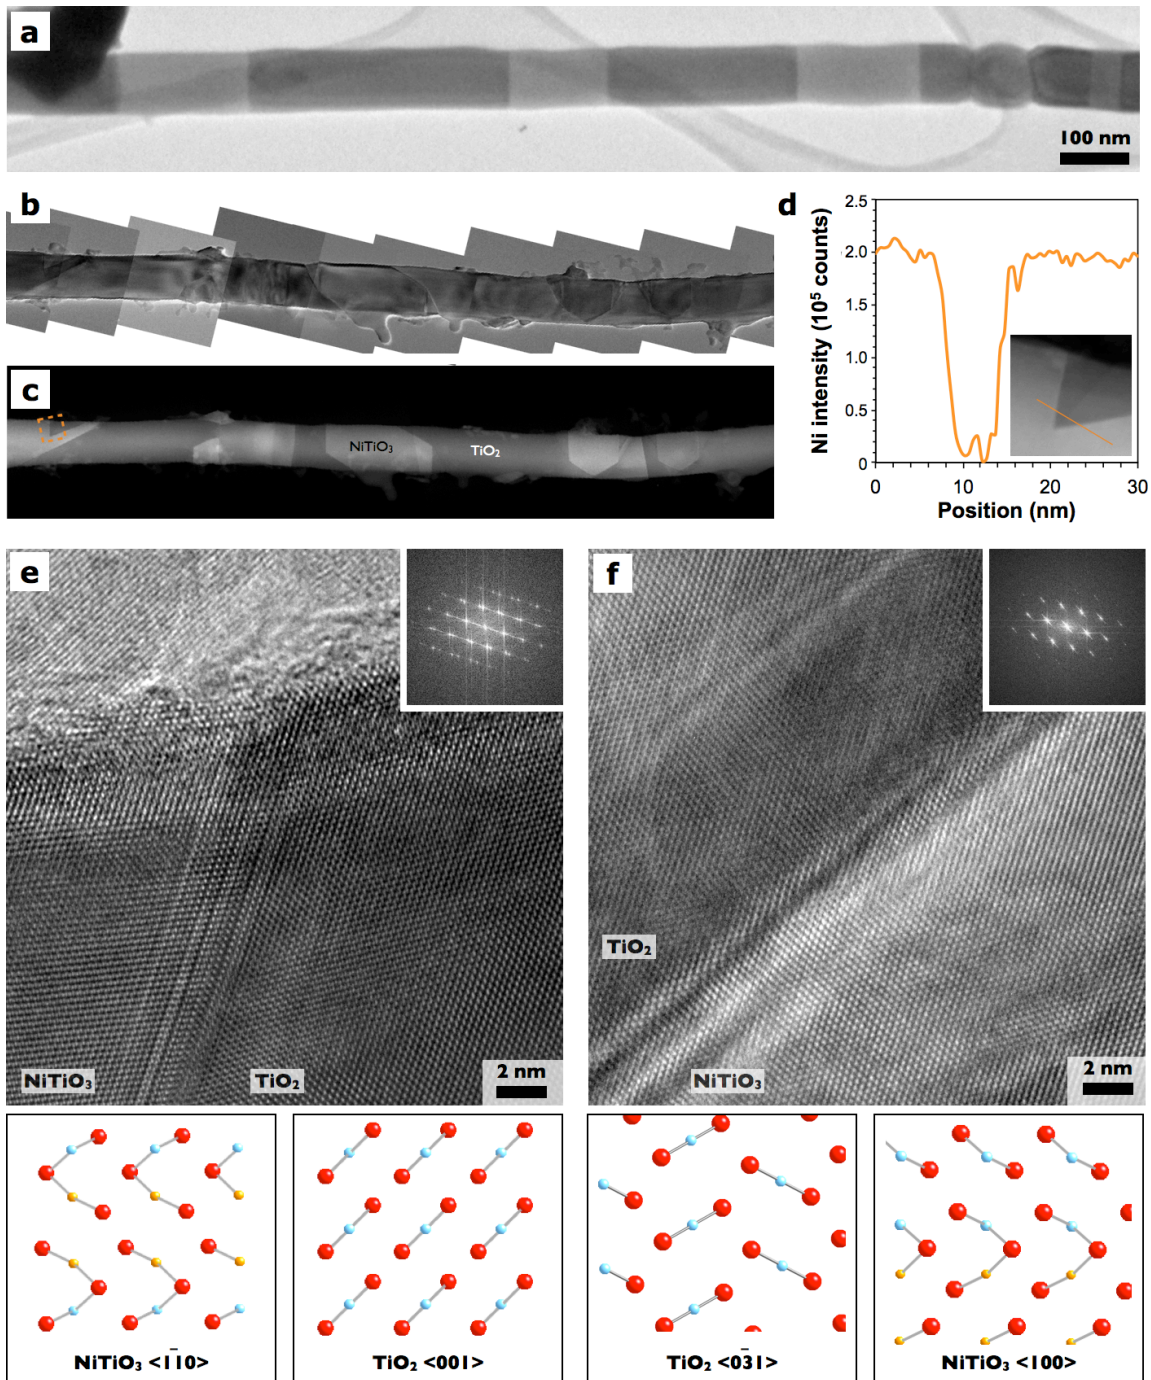 a
100 nm
b
c
NiTiO₃
TiO₂
d
Ni intensity (10⁵ counts)
2.5
2.0
1.5
1.0
0.5
0
0 10 20 30
Position (nm)
e
NiTiO₃
TiO₂
2 nm
f
TiO₂
NiTiO₃
2 nm
NiTiO₃ <11̄0>
TiO₂ <001>
TiO₂ <03̄1>
NiTiO₃ <100>